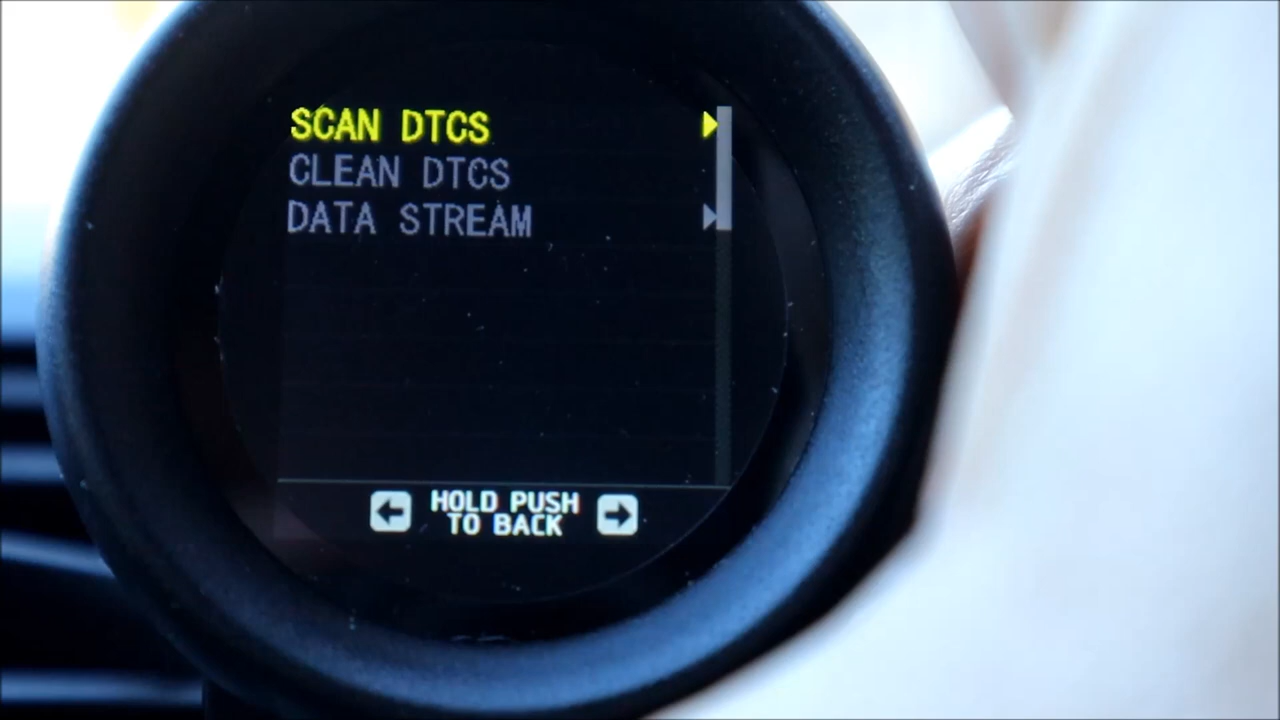 SCAN DTCS
CLEAN DTCS
DATA STREAM
HOLD PUSH
TO BACK